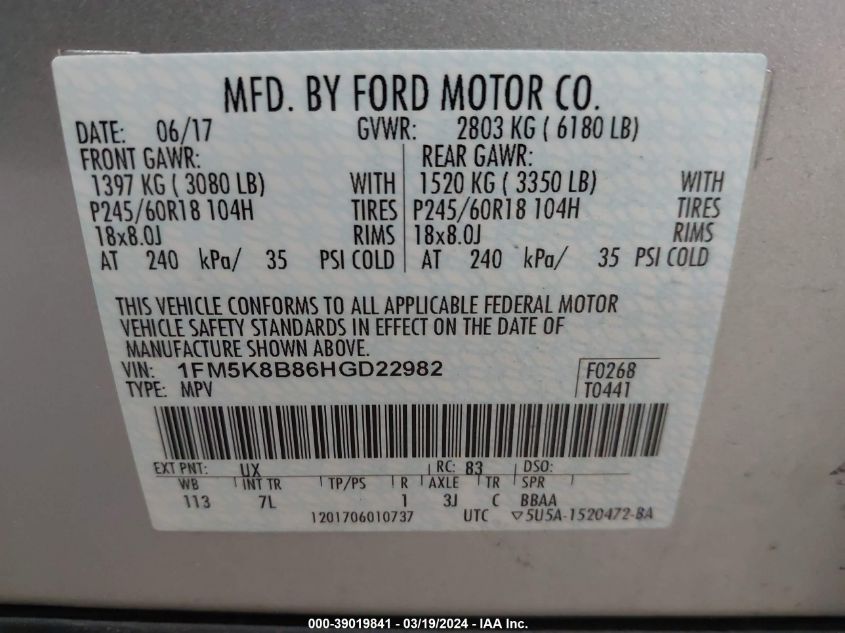 MFD. BY FORD MOTOR CO.
DATE: 06/17 GVWR: 2803 KG ( 6180 LB)
FRONT GAWR: REAR GAWR:
1397 KG ( 3080 LB) WITH 1520 KG ( 3350 LB) WITH
P245/60R18 104H TIRES P245/60R18 104H TIRES
18x8.0J RIMS 18x8.0J RIMS
AT 240 kPa/ 35 PSI COLD AT 240 kPa/ 35 PSI COLD
THIS VEHICLE CONFORMS TO ALL APPLICABLE FEDERAL MOTOR
VEHICLE SAFETY STANDARDS IN EFFECT ON THE DATE OF
MANUFACTURE SHOWN ABOVE.
VIN: 1FM5K8B86HGD22982 F0268
TYPE: MPV T0441
EXT PNT: UX RC: 83 DSO:
WB INT TR TP/PS R AXLE TR SPR
113 7L 1 3J C BBAA
1201706010737 UTC ▽5U5A-1520472-BA
000-39019841 - 03/19/2024 - IAA Inc.